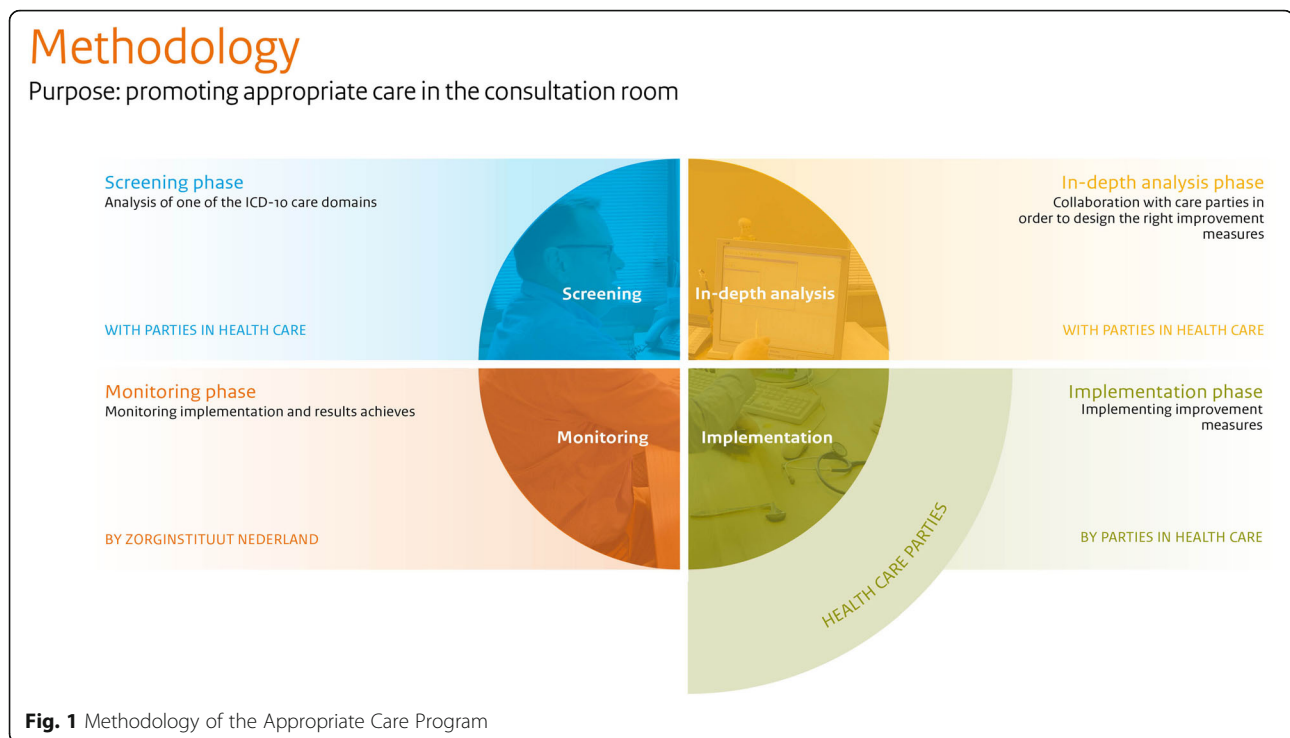 Methodology
Purpose: promoting appropriate care in the consultation room
Screening phase
Analysis of one of the ICD-10 care domains
WITH PARTIES IN HEALTH CARE
Screening
In-depth analysis
In-depth analysis phase
Collaboration with care parties in
order to design the right improvement
measures
WITH PARTIES IN HEALTH CARE
Monitoring phase
Monitoring implementation and results achieves
BY ZORGINSTITUUT NEDERLAND
Monitoring
Implementation
HEALTH CARE PARTIES
Implementation phase
Implementing improvement
measures
BY PARTIES IN HEALTH CARE
Fig. 1 Methodology of the Appropriate Care Program